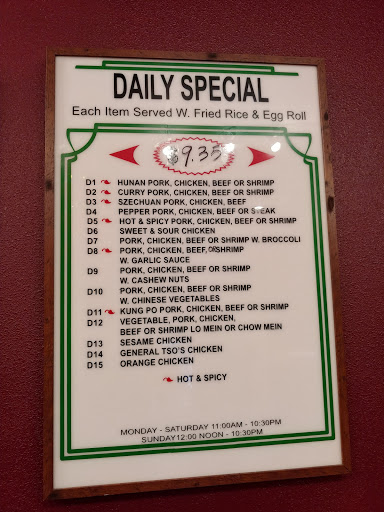 DAILY SPECIAL
Each Item Served W. Fried Rice & Egg Roll
$9.35
D1 HUNAN PORK, CHICKEN, BEEF OR SHRIMP
D2 CURRY PORK, CHICKEN, BEEF OR SHRIMP
D3 SZECHUAN PORK, CHICKEN, BEEF
D4 PEPPER PORK, CHICKEN, BEEF OR STEAK
D5 HOT & SPICY PORK, CHICKEN, BEEF OR SHRIMP
D6 SWEET & SOUR CHICKEN
D7 PORK, CHICKEN, BEEF OR SHRIMP W. BROCCOLI
D8 PORK, CHICKEN, BEEF, OR SHRIMP
W. GARLIC SAUCE
D9 PORK, CHICKEN, BEEF OR SHRIMP
W. CASHEW NUTS
D10 PORK, CHICKEN, BEEF OR SHRIMP
W. CHINESE VEGETABLES
D11 KUNG PO PORK, CHICKEN, BEEF OR SHRIMP
D12 VEGETABLE, PORK, CHICKEN,
BEEF OR SHRIMP LO MEIN OR CHOW MEIN
D13 SESAME CHICKEN
D14 GENERAL TSO'S CHICKEN
D15 ORANGE CHICKEN
HOT & SPICY
MONDAY - SATURDAY 11:00AM - 10:30PM
SUNDAY12:00 NOON - 10:30PM